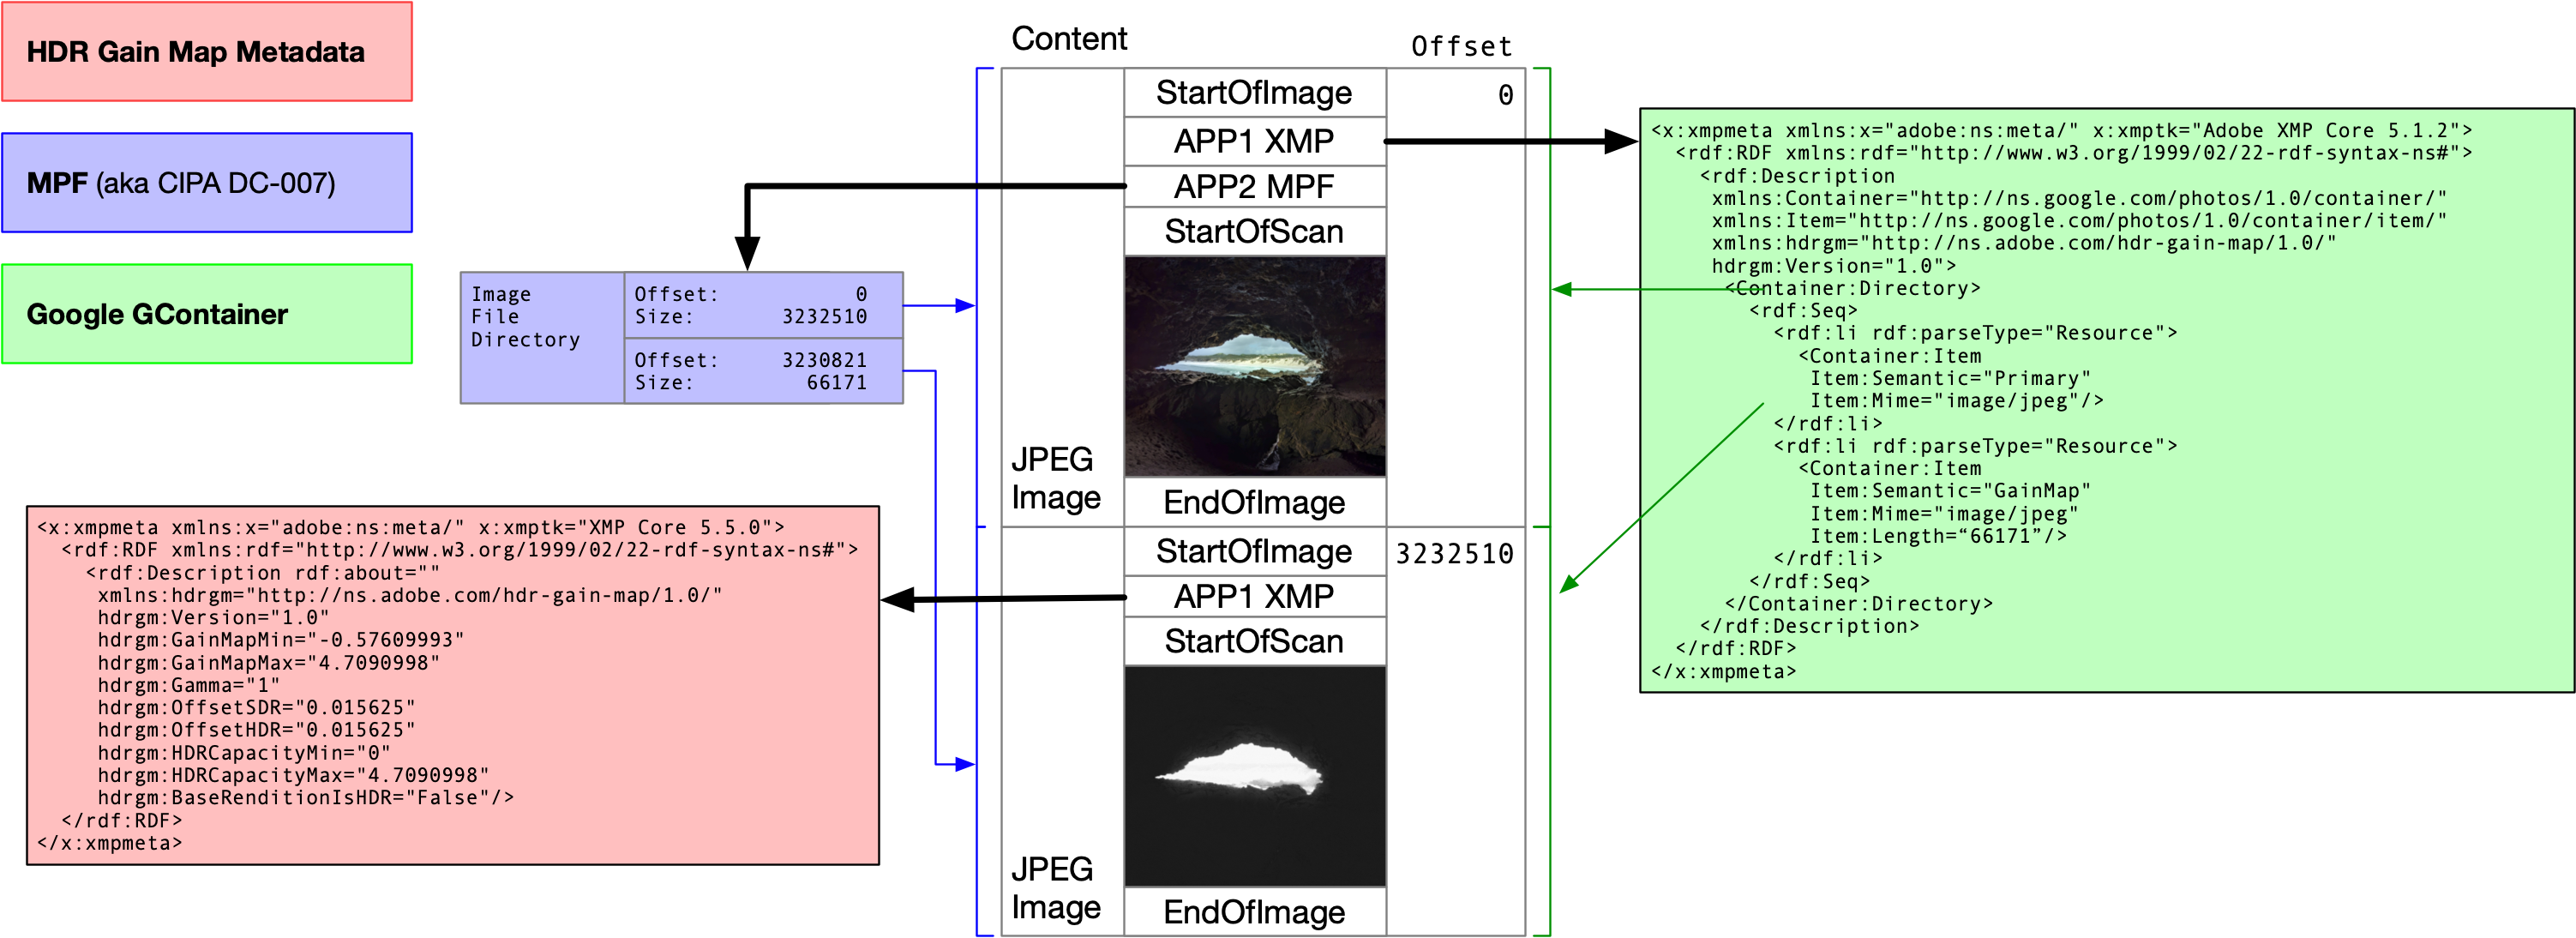 HDR Gain Map Metadata
MPF (aka CIPA DC-007)
Google GContainer
Image
File
Directory
Offset: 0
Size: 3232510
Offset: 3230821
Size: 66171
<x:xmpmeta xmlns:x="adobe:ns:meta/" x:xmptk="XMP Core 5.5.0">
<rdf:RDF xmlns:rdf="http://www.w3.org/1999/02/22-rdf-syntax-ns#">
<rdf:Description rdf:about=""
xmlns:hdrgm="http://ns.adobe.com/hdr-gain-map/1.0/"
hdrgm:Version="1.0"
hdrgm:GainMapMin="-0.57609993"
hdrgm:GainMapMax="4.7090998"
hdrgm:Gamma="1"
hdrgm:OffsetSDR="0.015625"
hdrgm:OffsetHDR="0.015625"
hdrgm:HDRCapacityMin="0"
hdrgm:HDRCapacityMax="4.7090998"
hdrgm:BaseRenditionIsHDR="False"/>
</rdf:RDF>
</x:xmpmeta>
Content
Offset
StartOfImage
0
APP1 XMP
APP2 MPF
StartOfScan
JPEG
Image
EndOfImage
StartOfImage
3232510
APP1 XMP
StartOfScan
JPEG
Image
EndOfImage
<x:xmpmeta xmlns:x="adobe:ns:meta/" x:xmptk="Adobe XMP Core 5.1.2">
<rdf:RDF xmlns:rdf="http://www.w3.org/1999/02/22-rdf-syntax-ns#">
<rdf:Description
xmlns:Container="http://ns.google.com/photos/1.0/container/"
xmlns:Item="http://ns.google.com/photos/1.0/container/item/"
xmlns:hdrgm="http://ns.adobe.com/hdr-gain-map/1.0/"
hdrgm:Version="1.0">
<Container:Directory>
<rdf:Seq>
<rdf:li rdf:parseType="Resource">
<Container:Item
Item:Semantic="Primary"
Item:Mime="image/jpeg"/>
</rdf:li>
<rdf:li rdf:parseType="Resource">
<Container:Item
Item:Semantic="GainMap"
Item:Mime="image/jpeg"
Item:Length=“66171”/>
</rdf:li>
</rdf:Seq>
</Container:Directory>
</rdf:Description>
</rdf:RDF>
</x:xmpmeta>